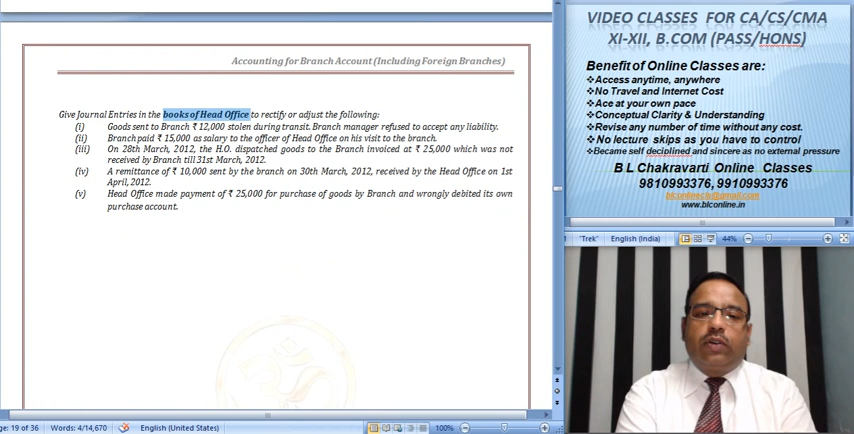 Accounting for Branch Account (Including Foreign Branches)
Give Journal Entries in the books of Head Office to rectify or adjust the following:
(i) Goods sent to Branch ₹ 12,000 stolen during transit. Branch manager refused to accept any liability.
(ii) Branch paid ₹ 15,000 as salary to the officer of Head Office on his visit to the branch.
(iii) On 28th March, 2012, the H.O. dispatched goods to the Branch invoiced at ₹ 25,000 which was not
received by Branch till 31st March, 2012.
(iv) A remittance of ₹ 10,000 sent by the branch on 30th March, 2012, received by the Head Office on 1st
April, 2012.
(v) Head Office made payment of ₹ 25,000 for purchase of goods by Branch and wrongly debited its own
purchase account.
ge: 19 of 36 Words: 4/14,670 English (United States) 100%
VIDEO CLASSES FOR CA/CS/CMA
XI-XII, B.COM (PASS/HONS)
Benefit of Online Classes are:
❖Access anytime, anywhere
❖No Travel and Internet Cost
❖Ace at your own pace
❖Conceptual Clarity & Understanding
❖Revise any number of time without any cost.
❖No lecture skips as you have to control
❖Became self deciplined and sincere as no external pressure
B L Chakravarti Online Classes
9810993376, 9910993376
www.blconline.in
"Trek" English (India) 44%